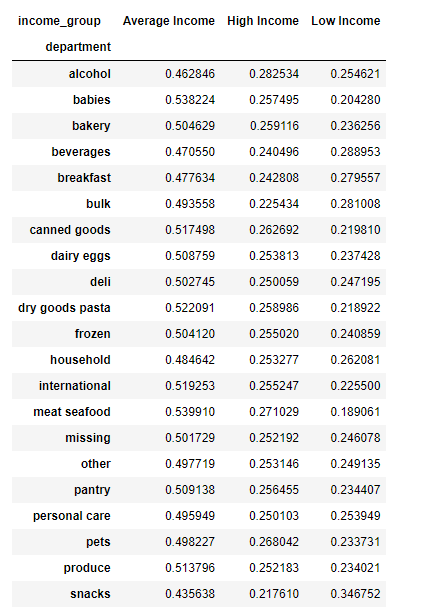 income_group Average Income High Income Low Income
department
alcohol 0.462846 0.282534 0.254621
babies 0.538224 0.257495 0.204280
bakery 0.504629 0.259116 0.236256
beverages 0.470550 0.240496 0.288953
breakfast 0.477634 0.242808 0.279557
bulk 0.493558 0.225434 0.281008
canned goods 0.517498 0.262692 0.219810
dairy eggs 0.508759 0.253813 0.237428
deli 0.502745 0.250059 0.247195
dry goods pasta 0.522091 0.258986 0.218922
frozen 0.504120 0.255020 0.240859
household 0.484642 0.253277 0.262081
international 0.519253 0.255247 0.225500
meat seafood 0.539910 0.271029 0.189061
missing 0.501729 0.252192 0.246078
other 0.497719 0.253146 0.249135
pantry 0.509138 0.256455 0.234407
personal care 0.495949 0.250103 0.253949
pets 0.498227 0.268042 0.233731
produce 0.513796 0.252183 0.234021
snacks 0.435638 0.217610 0.346752